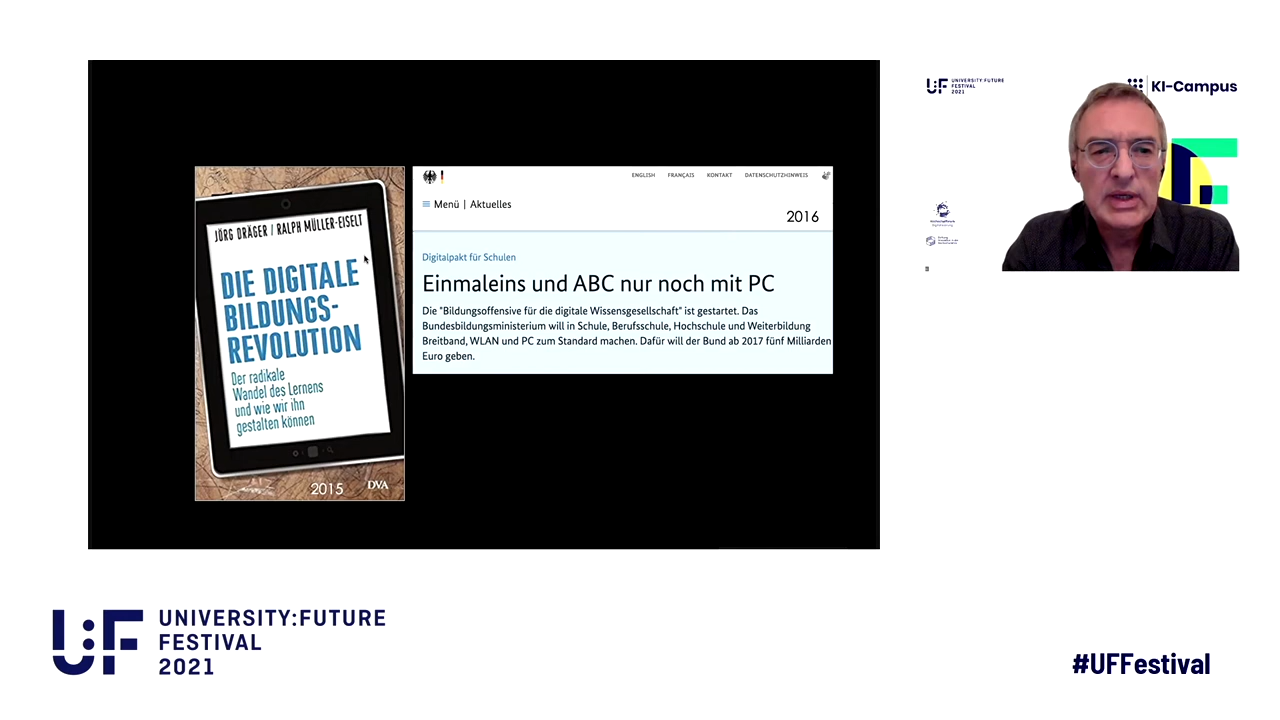 JÖRG DRÄGER / RALPH MÜLLER-EISELT
DIE DIGITALE
BILDUNGS-
REVOLUTION
Der radikale
Wandel des Lernens
und wie wir ihn
gestalten können
2015
DVA
ENGLISH FRANÇAIS KONTAKT DATENSCHUTZHINWEIS
Menü | Aktuelles
2016
Digitalpakt für Schulen
Einmaleins und ABC nur noch mit PC
Die "Bildungsoffensive für die digitale Wissensgesellschaft" ist gestartet. Das
Bundesbildungsministerium will in Schule, Berufsschule, Hochschule und Weiterbildung
Breitband, WLAN und PC zum Standard machen. Dafür will der Bund ab 2017 fünf Milliarden
Euro geben.
U:F UNIVERSITY:FUTURE
FESTIVAL
2021
KI-Campus
U:F
UNIVERSITY:FUTURE
FESTIVAL
2021
#UFFestival